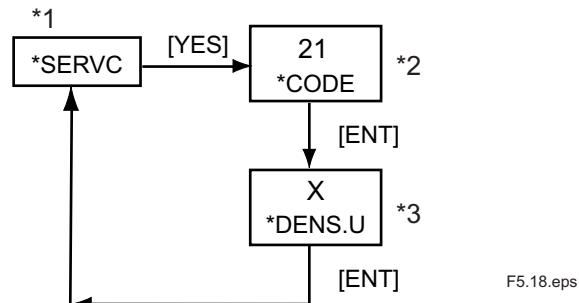 *1
*SERVC
[YES]
21
*CODE
*2
[ENT]
X
*DENS.U
*3
[ENT]
F5.18.eps